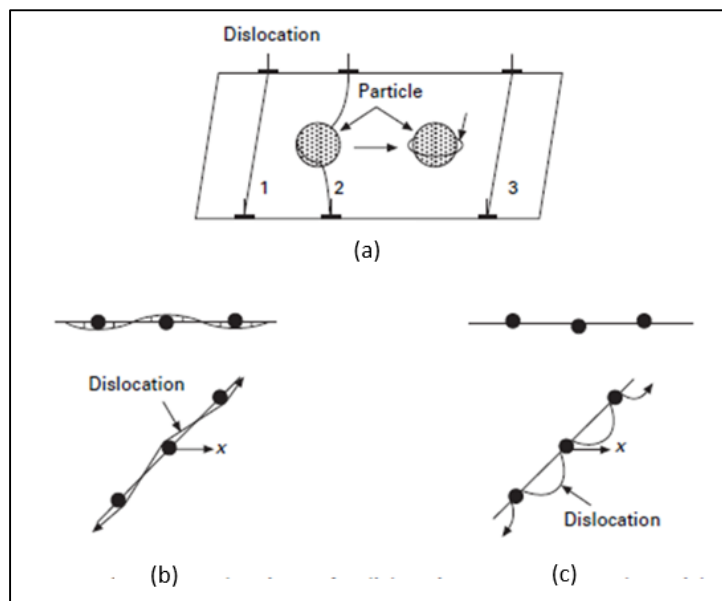 Dislocation
Particle
1
2
3
(a)
Dislocation
x
x
Dislocation
(b)
(c)